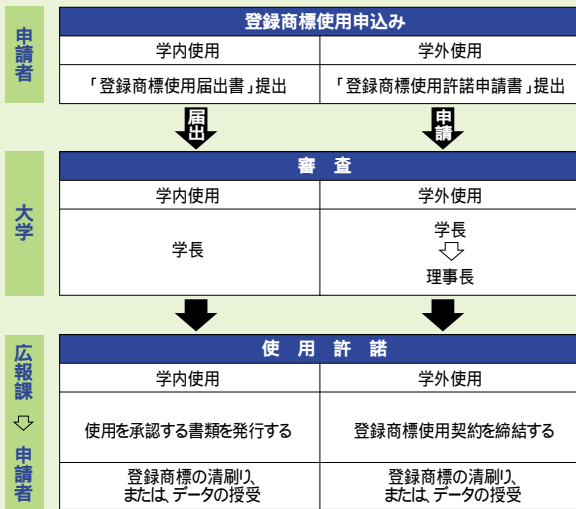 申請者
登録商標使用申込み
学内使用
学外使用
「登録商標使用届出書」提出
「登録商標使用許諾申請書」提出
届出
申請
大学
審 査
学内使用
学外使用
学長
学長
理事長
広報課
申請者
使 用 許 諾
学内使用
学外使用
使用を承認する書類を発行する
登録商標使用契約を締結する
登録商標の清刷り、
または、データの授受
登録商標の清刷り、
または、データの授受